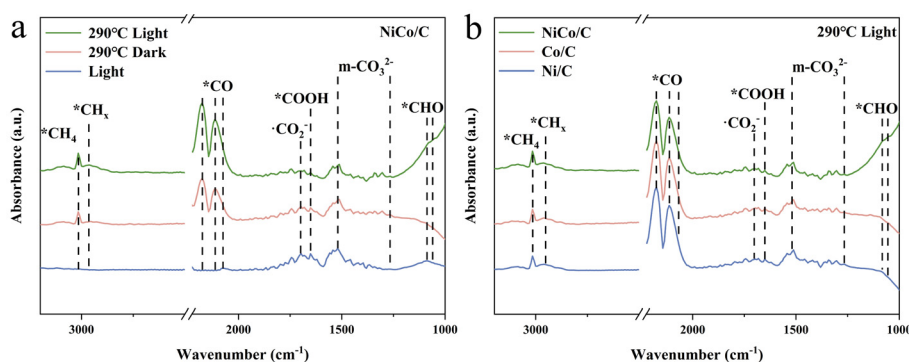 a
290℃ Light
290℃ Dark
Light
NiCo/C
*CH₄
*CHₓ
*CO
·CO₂⁻
*COOH
m-CO₃²⁻
*CHO
Absorbance (a.u.)
3000
2000
1500
1000
Wavenumber (cm⁻¹)
b
NiCo/C
Co/C
Ni/C
290℃ Light
*CH₄
*CHₓ
*CO
·CO₂⁻
*COOH
m-CO₃²⁻
*CHO
Absorbance (a.u.)
3000
2000
1500
1000
Wavenumber (cm⁻¹)